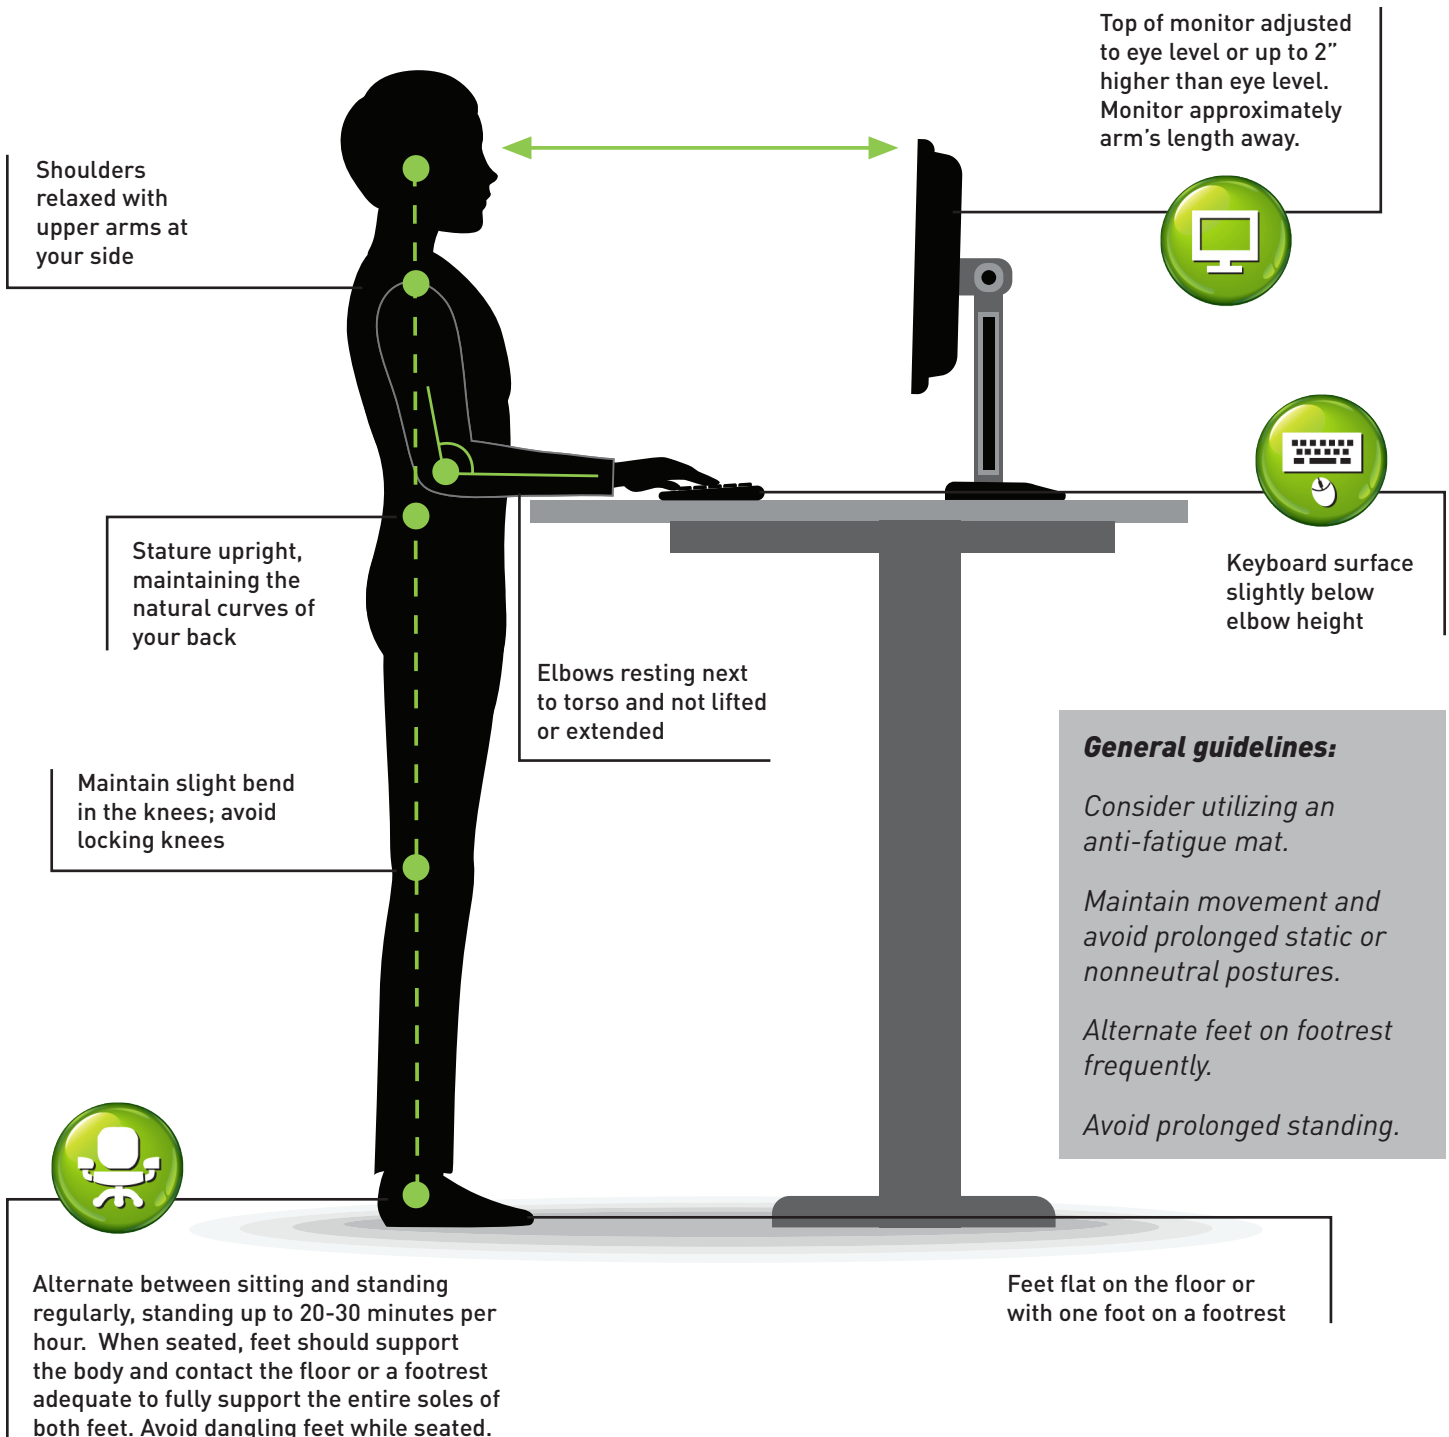 Top of monitor adjusted
to eye level or up to 2”
higher than eye level.
Monitor approximately
arm’s length away.
Shoulders
relaxed with
upper arms at
your side
Stature upright,
maintaining the
natural curves of
your back
Keyboard surface
slightly below
elbow height
Elbows resting next
to torso and not lifted
or extended
Maintain slight bend
in the knees; avoid
locking knees
General guidelines:
Consider utilizing an
anti-fatigue mat.
Maintain movement and
avoid prolonged static or
nonneutral postures.
Alternate feet on footrest
frequently.
Avoid prolonged standing.
Alternate between sitting and standing
regularly, standing up to 20-30 minutes per
hour.  When seated, feet should support
the body and contact the floor or a footrest
adequate to fully support the entire soles of
both feet. Avoid dangling feet while seated.
Feet flat on the floor or
with one foot on a footrest